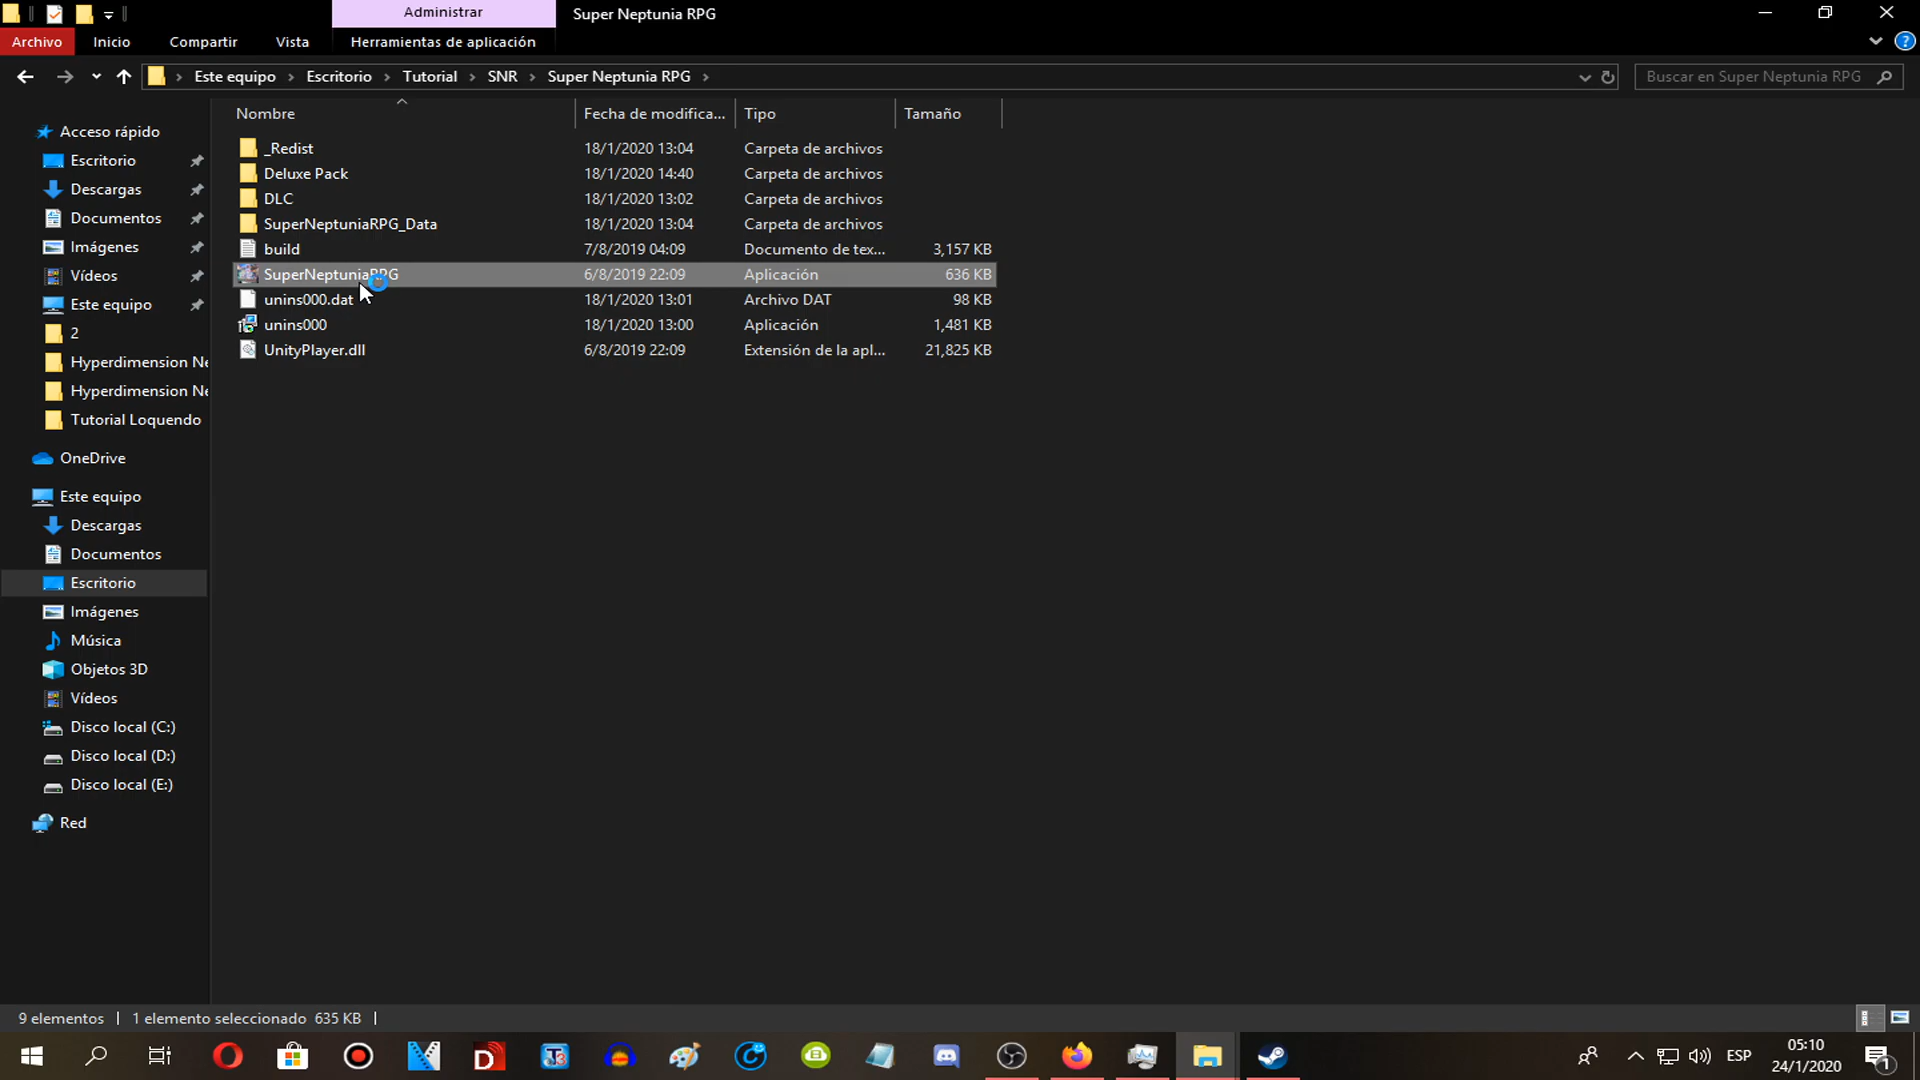 Administrar
Super Neptunia RPG
Archivo
Inicio
Compartir
Vista
Herramientas de aplicación
Este equipo
Escritorio
Tutorial
SNR
Super Neptunia RPG
Buscar en Super Neptunia RPG
Nombre
Fecha de modifica...
Tipo
Tamaño
_Redist 18/1/2020 13:04 Carpeta de archivos
Deluxe Pack 18/1/2020 14:40 Carpeta de archivos
DLC 18/1/2020 13:02 Carpeta de archivos
SuperNeptuniaRPG_Data 18/1/2020 13:04 Carpeta de archivos
build 7/8/2019 04:09 Documento de tex... 3,157 KB
SuperNeptuniaRPG 6/8/2019 22:09 Aplicación 636 KB
unins000.dat 18/1/2020 13:01 Archivo DAT 98 KB
unins000 18/1/2020 13:00 Aplicación 1,481 KB
UnityPlayer.dll 6/8/2019 22:09 Extensión de la apl... 21,825 KB
Acceso rápido
Escritorio
Descargas
Documentos
Imágenes
Vídeos
Este equipo
2
Hyperdimension Ne
Hyperdimension Ne
Tutorial Loquendo
OneDrive
Este equipo
Descargas
Documentos
Escritorio
Imágenes
Música
Objetos 3D
Vídeos
Disco local (C:)
Disco local (D:)
Disco local (E:)
Red
9 elementos
1 elemento seleccionado 635 KB
ESP
05:10
24/1/2020
1